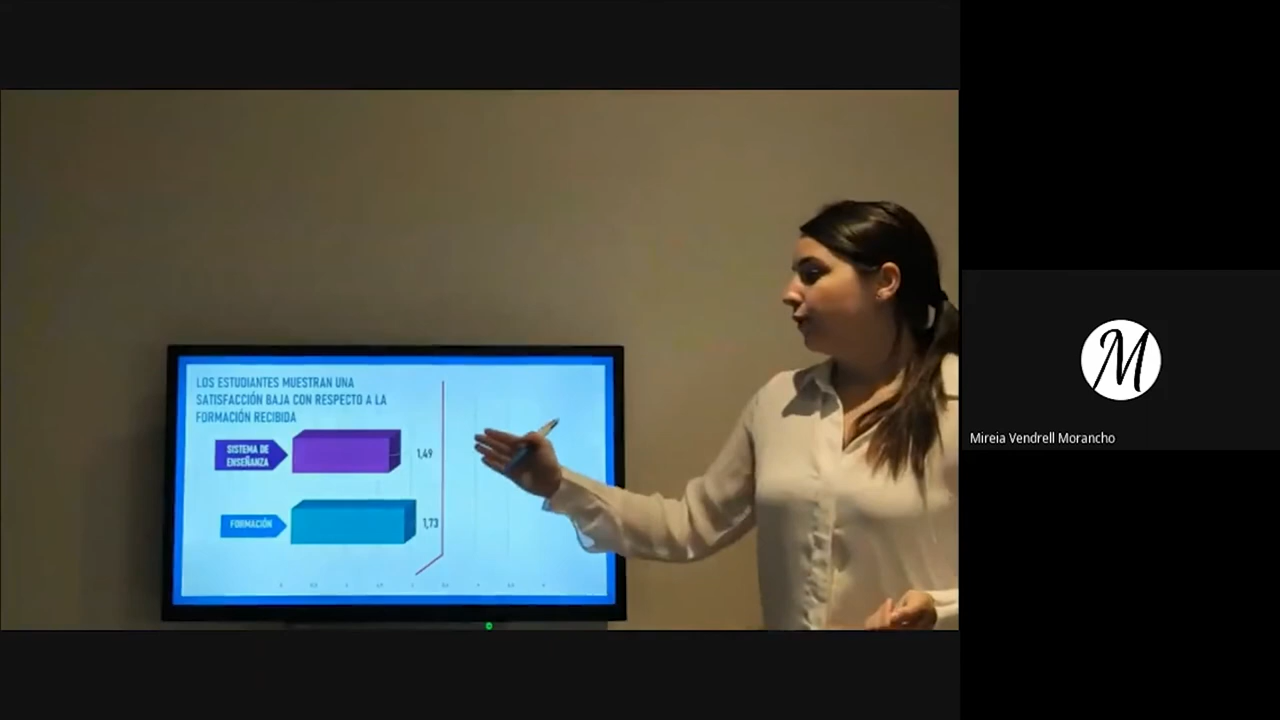 LOS ESTUDIANTES MUESTRAN UNA
SATISFACCIÓN BAJA CON RESPECTO A LA
FORMACIÓN RECIBIDA
SISTEMA DE
ENSEÑANZA
1,49
FORMACIÓN
1,73
M
Mireia Vendrell Morancho